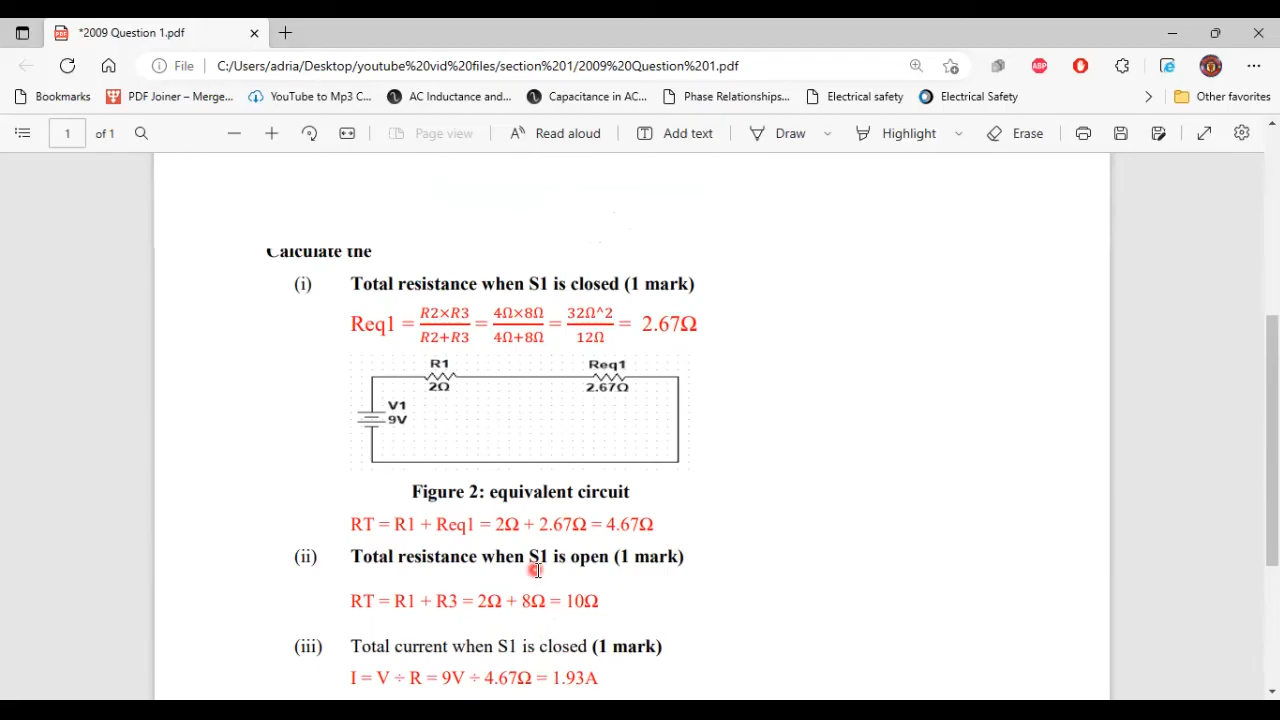 *2009 Question 1.pdf
File C:/Users/adria/Desktop/youtube%20vid%20files/section%201/2009%20Question%201.pdf
ABP
Bookmarks PDF Joiner – Merge... YouTube to Mp3 C... AC Inductance and... Capacitance in AC... Phase Relationships... Electrical safety Electrical Safety Other favorites
1 of 1 Page view Read aloud Add text Draw Highlight Erase
Calculate the
(i) Total resistance when S1 is closed (1 mark)
Req1 = R2×R3/R2+R3 = 4Ω×8Ω/4Ω+8Ω = 32Ω^2/12Ω = 2.67Ω
R1 Req1
2Ω 2.67Ω
V1
9V
Figure 2: equivalent circuit
RT = R1 + Req1 = 2Ω + 2.67Ω = 4.67Ω
(ii) Total resistance when S1 is open (1 mark)
RT = R1 + R3 = 2Ω + 8Ω = 10Ω
(iii) Total current when S1 is closed (1 mark)
I = V ÷ R = 9V ÷ 4.67Ω = 1.93A